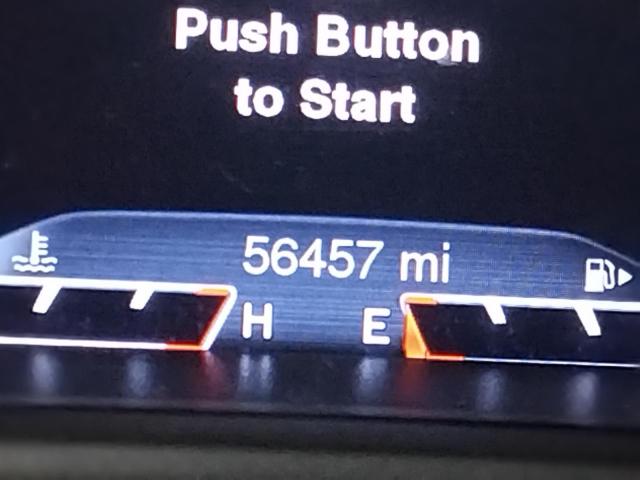 Push Button
to Start
56457 mi
H E